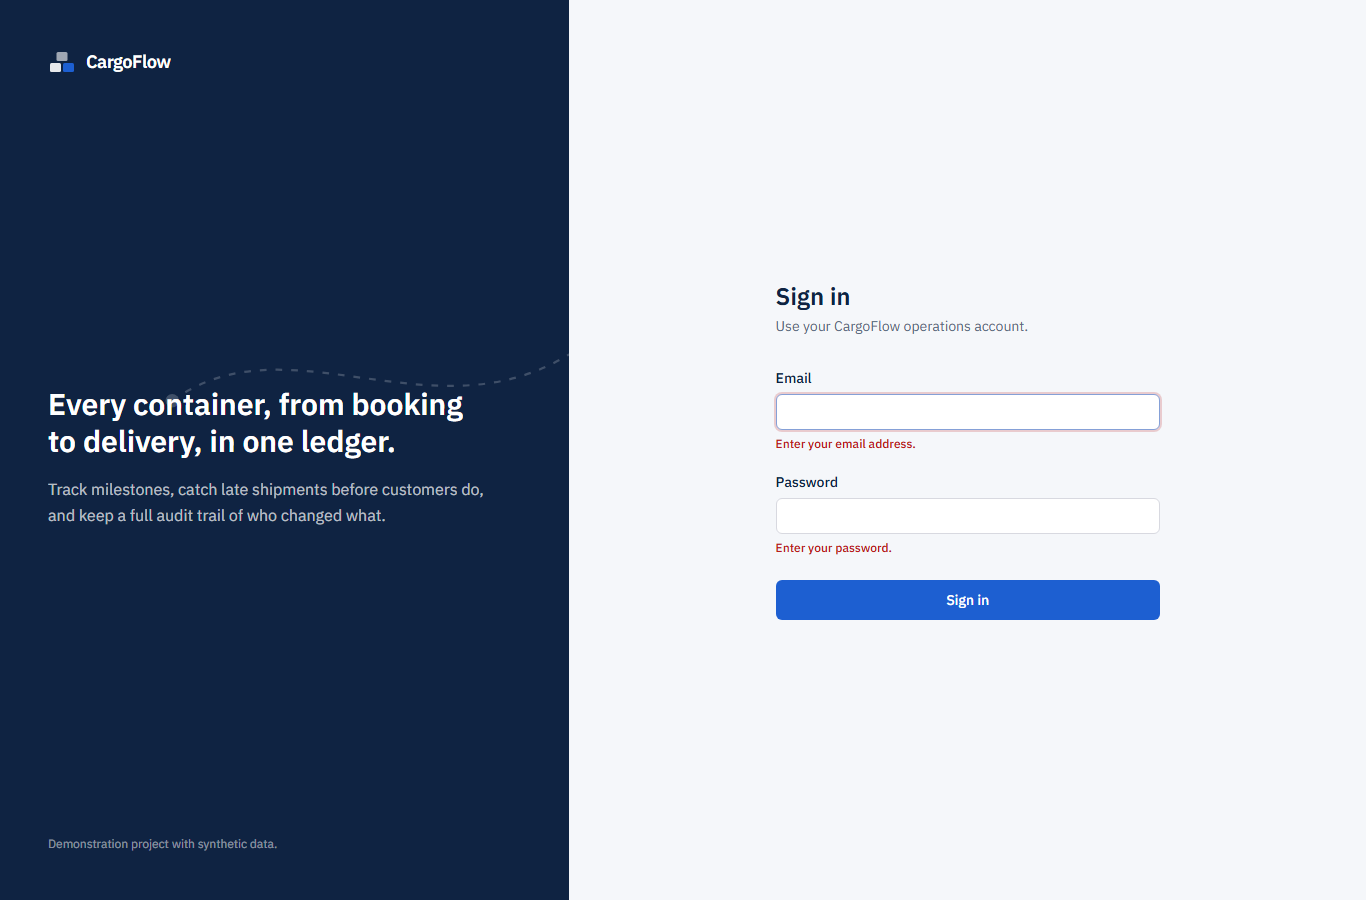 CargoFlow
Every container, from booking
to delivery, in one ledger.
Track milestones, catch late shipments before customers do,
and keep a full audit trail of who changed what.
Demonstration project with synthetic data.
Sign in
Use your CargoFlow operations account.
Email
Enter your email address.
Password
Enter your password.
Sign in